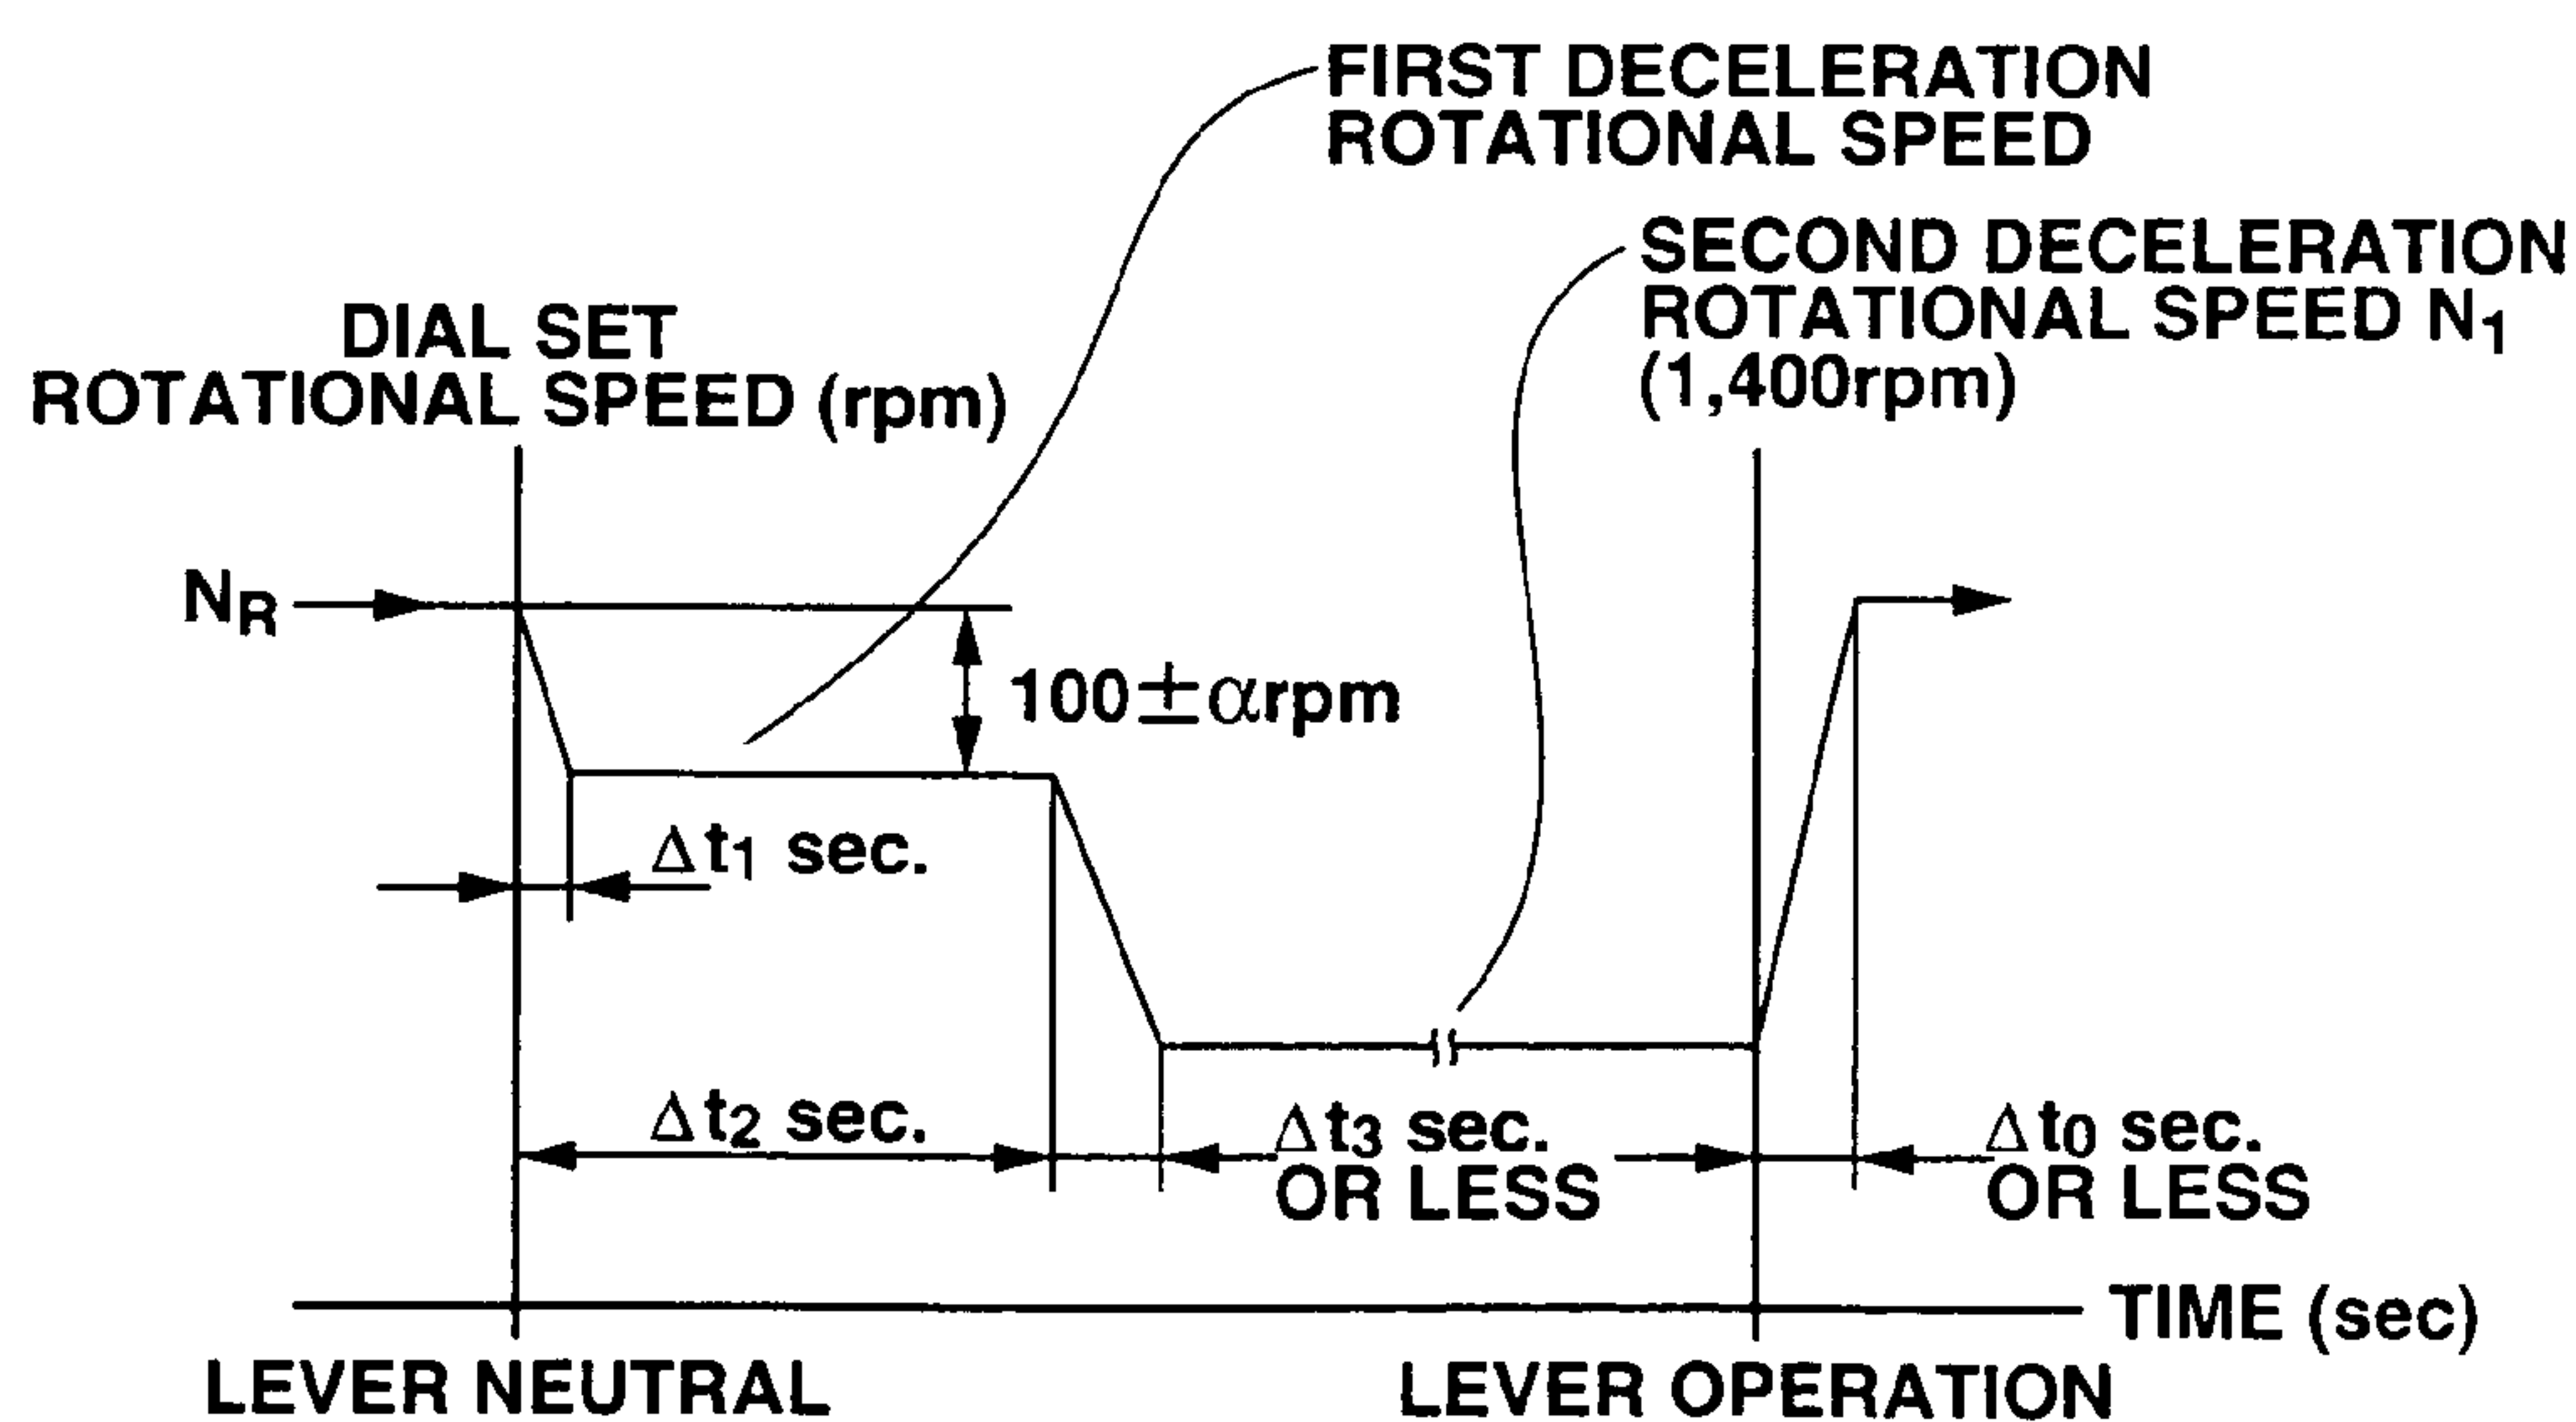 FIRST DECELERATION
ROTATIONAL SPEED
SECOND DECELERATION
ROTATIONAL SPEED N₁
(1,400rpm)
DIAL SET
ROTATIONAL SPEED (rpm)
N_R
100±αrpm
Δt₁ sec.
Δt₂ sec.
Δt₃ sec.
OR LESS
Δt₀ sec.
OR LESS
TIME (sec)
LEVER NEUTRAL
LEVER OPERATION